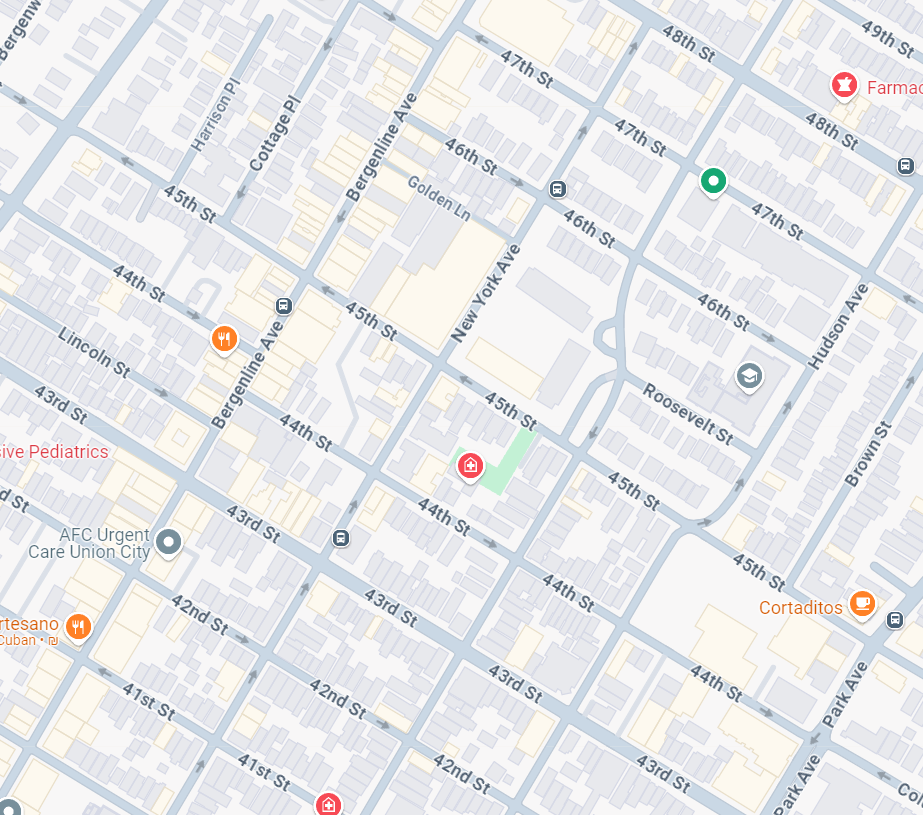 Bergenw
48th St
49th St
47th St
Farmac
Harrison Pl
Cottage Pl
Bergenline Ave
48th St
47th St
46th St
45th St
Golden Ln
46th St
47th St
44th St
45th St
New York Ave
46th St
Hudson Ave
Lincoln St
Bergenline Ave
43rd St
45th St
Roosevelt St
44th St
Brown St
sive Pediatrics
45th St
44th St
d St
43rd St
AFC Urgent
Care Union City
45th St
44th St
Cortaditos
42nd St
43rd St
rtesano
Cuban • ₪
41st St
42nd St
43rd St
44th St
Park Ave
41st St
42nd St
43rd St
Park Ave
Col